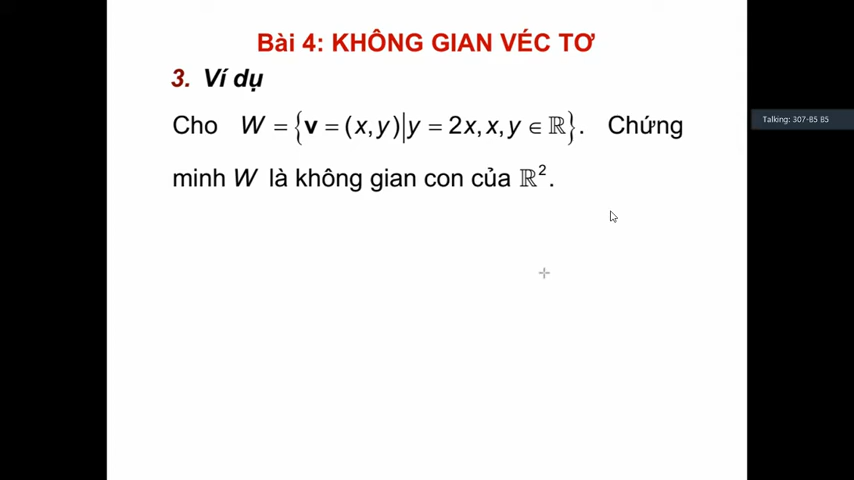 Bài 4: KHÔNG GIAN VÉC TƠ
3. Ví dụ
Cho W = {v = (x, y)|y = 2x, x, y ∈ ℝ}. Chứng
minh W là không gian con của ℝ².
Talking: 307-B5 B5